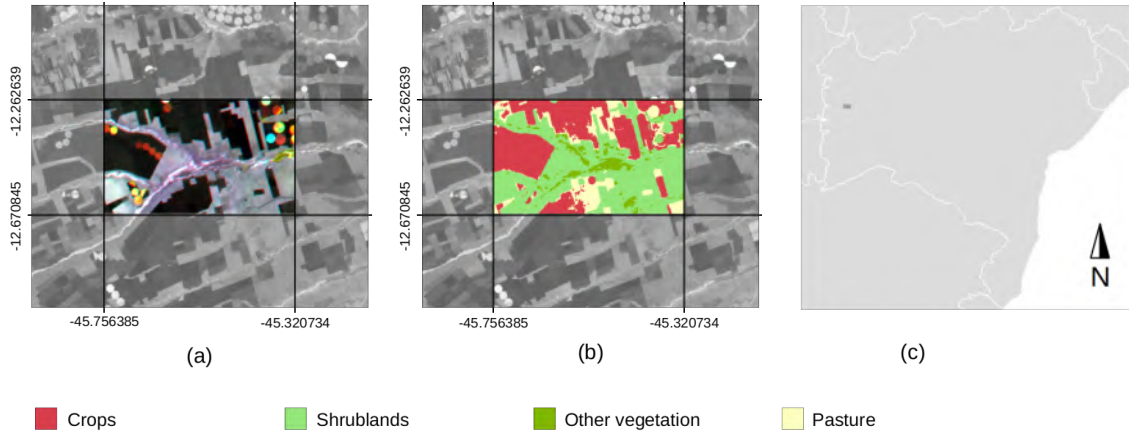 -12.262639
-12.670845
-45.756385
-45.320734
(a)
-12.262639
-12.670845
-45.756385
-45.320734
(b)
N
(c)
Crops
Shrublands
Other vegetation
Pasture